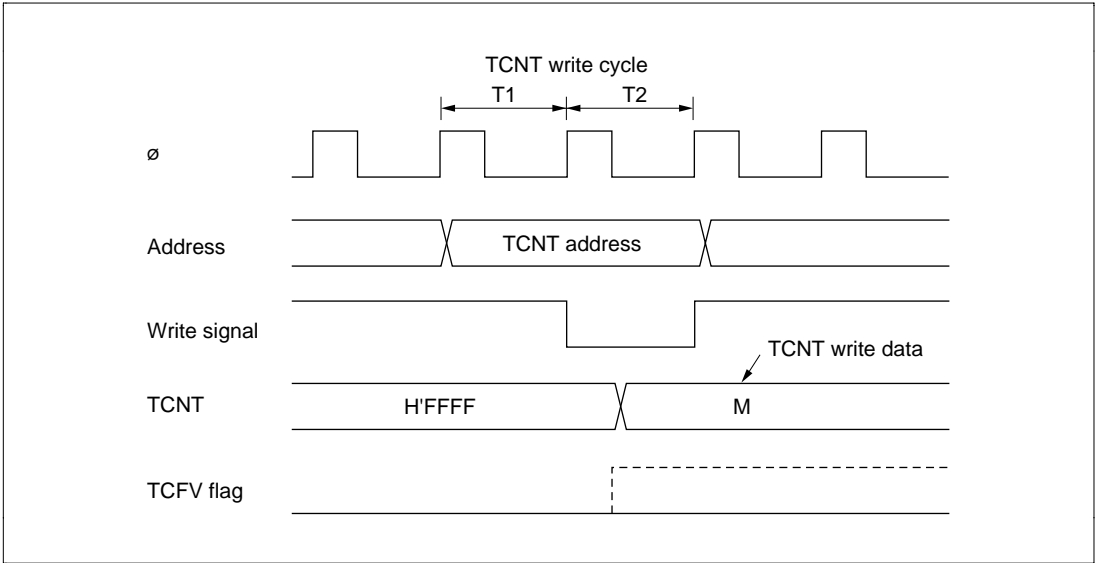 TCNT write cycle
T1 T2
ø
Address TCNT address
Write signal
TCNT write data
TCNT H'FFFF M
TCFV flag